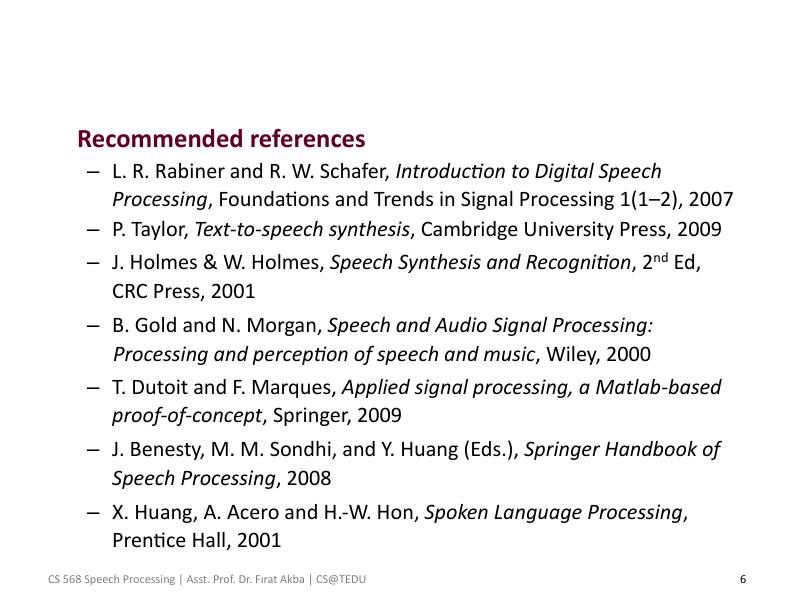 Recommended references
– L. R. Rabiner and R. W. Schafer, Introduction to Digital Speech
Processing, Foundations and Trends in Signal Processing 1(1–2), 2007
– P. Taylor, Text-to-speech synthesis, Cambridge University Press, 2009
– J. Holmes & W. Holmes, Speech Synthesis and Recognition, 2nd Ed,
CRC Press, 2001
– B. Gold and N. Morgan, Speech and Audio Signal Processing:
Processing and perception of speech and music, Wiley, 2000
– T. Dutoit and F. Marques, Applied signal processing, a Matlab-based
proof-of-concept, Springer, 2009
– J. Benesty, M. M. Sondhi, and Y. Huang (Eds.), Springer Handbook of
Speech Processing, 2008
– X. Huang, A. Acero and H.-W. Hon, Spoken Language Processing,
Prentice Hall, 2001
CS 568 Speech Processing | Asst. Prof. Dr. Fırat Akba | CS@TEDU
6